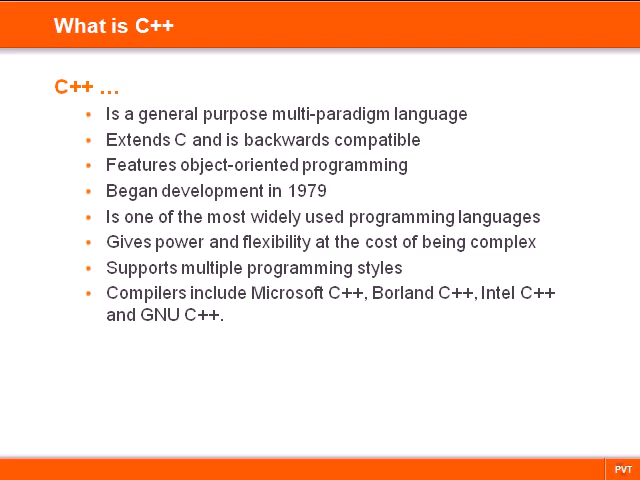 What is C++
C++ ...
• Is a general purpose multi-paradigm language
• Extends C and is backwards compatible
• Features object-oriented programming
• Began development in 1979
• Is one of the most widely used programming languages
• Gives power and flexibility at the cost of being complex
• Supports multiple programming styles
• Compilers include Microsoft C++, Borland C++, Intel C++
and GNU C++.
PVT